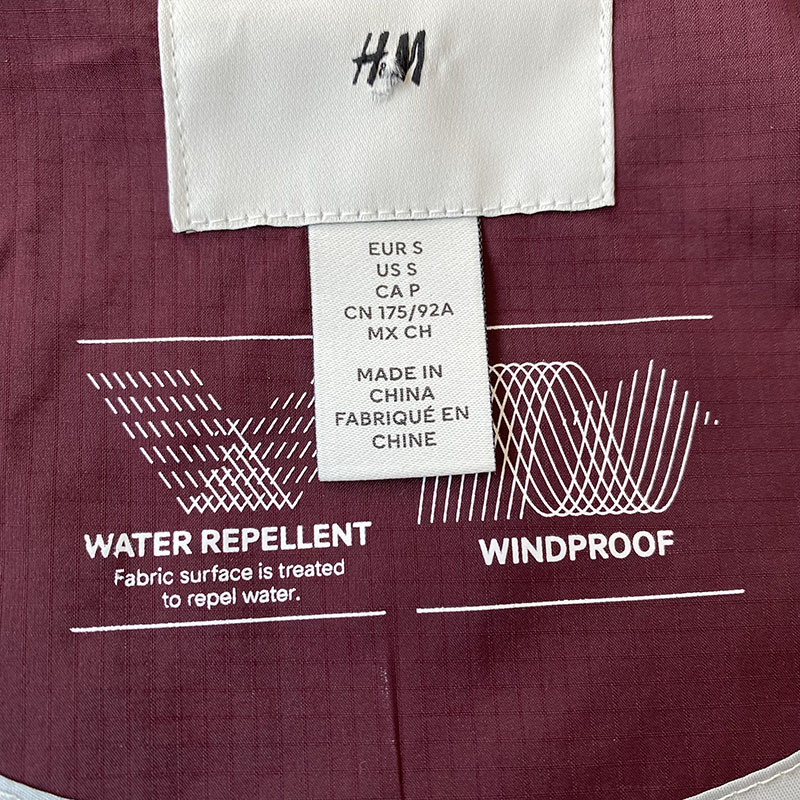 H&M
EUR S
US S
CA P
CN 175/92A
MX CH
MADE IN
CHINA
FABRIQUÉ EN
CHINE
WATER REPELLENT
Fabric surface is treated
to repel water.
WINDPROOF